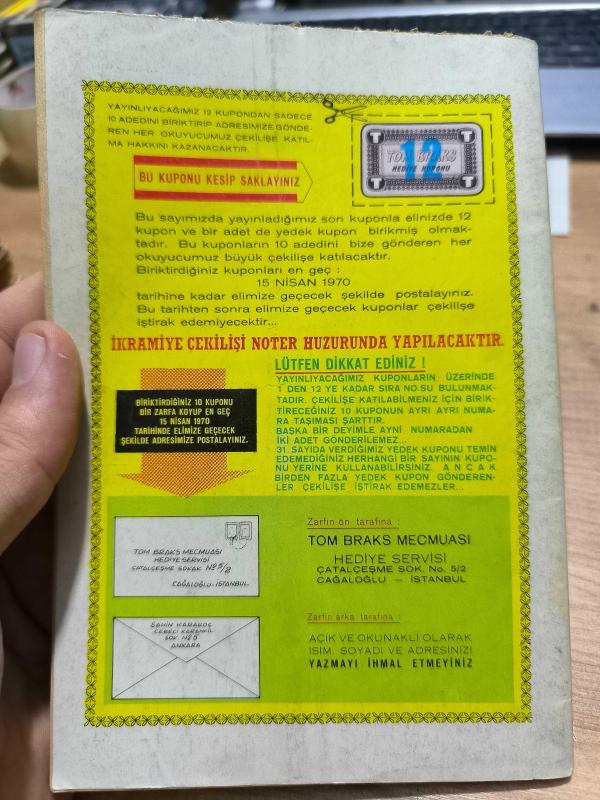 YAYINLIYACAĞIMIZ 12 KUPONDAN SADECE
10 ADEDİNİ BİRİKTİRİP ADRESİMİZE GÖNDE-
REN HER OKUYUCUMUZ ÇEKİLİŞE KATIL-
MA HAKKINI KAZANACAKTIR.
T T
TOM BRAKS
12
HEDİYE KUPONU
T T
BU KUPONU KESİP SAKLAYINIZ
Bu sayımızda yayınladığımız son kuponla elinizde 12
kupon ve bir adet de yedek kupon birikmiş olmak-
tadır. Bu kuponların 10 adedini bize gönderen her
okuyucumuz büyük çekilişe katılacaktır.
Biriktirdiğiniz kuponları en geç :
15 NİSAN 1970
tarihine kadar elimize geçecek şekilde postalayınız.
Bu tarihten sonra elimize geçecek kuponlar çekilişe
iştirak edemiyecektir...
İKRAMİYE ÇEKİLİŞİ NOTER HUZURUNDA YAPILACAKTIR.
LÜTFEN DİKKAT EDİNİZ !
YAYINLAYACAĞIMIZ KUPONLARIN ÜZERİNDE
1 DEN 12 YE KADAR SIRA NO.SU BULUNMAK-
TADIR. ÇEKİLİŞE KATILABİLMENİZ İÇİN BİRİK-
TİRECEĞİNİZ 10 KUPONUN AYRI AYRI NUMA-
RA TAŞIMASI ŞARTTIR.
BAŞKA BİR DEYİMLE AYNI NUMARADAN
İKİ ADET GÖNDERİLEMEZ...
31. SAYIDA VERDİĞİMİZ YEDEK KUPONU TEMİN
EDEMEDİĞİNİZ HERHANGİ BİR SAYININ KUPO-
NU YERİNE KULLANABİLİRSİNİZ. A N C A K
BİRDEN FAZLA YEDEK KUPON GÖNDEREN-
LER ÇEKİLİŞE İŞTİRAK EDEMEZLER...
BİRİKTİRDİĞİNİZ 10 KUPONU
BİR ZARFA KOYUP EN GEÇ
15 NİSAN 1970
TARİHİNDE ELİMİZE GEÇECEK
ŞEKİLDE ADRESİMİZE POSTALAYINIZ.
TOM BRAKS MECMUASI
HEDİYE SERVİSİ
ÇATALÇEŞME SOKAK Nº 5/2
CAĞALOĞLU - İSTANBUL
Zarfın ön tarafına :
TOM BRAKS MECMUASI
HEDİYE SERVİSİ
ÇATALÇEŞME SOK. No. 5/2
CAĞALOĞLU — İSTANBUL
SAHİR KARAKOÇ
CEBECİ KARANFİL
SOK. Nº 5
ANKARA
Zarfın arka tarafına :
AÇIK VE OKUNAKLI OLARAK
İSİM, SOYADI VE ADRESİNİZİ
YAZMAYI İHMAL ETMEYİNİZ